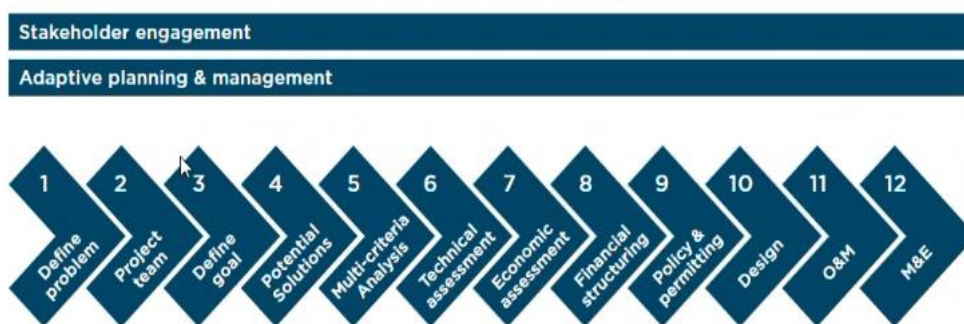 Stakeholder engagement
Adaptive planning & management
1
Define
problem
2
Project
team
3
Define
goal
4
Potential
Solutions
5
Multi-criteria
Analysis
6
Technical
assessment
7
Economic
assessment
8
Financial
structuring
9
Policy &
permitting
10
Design
11
O&M
12
M&E